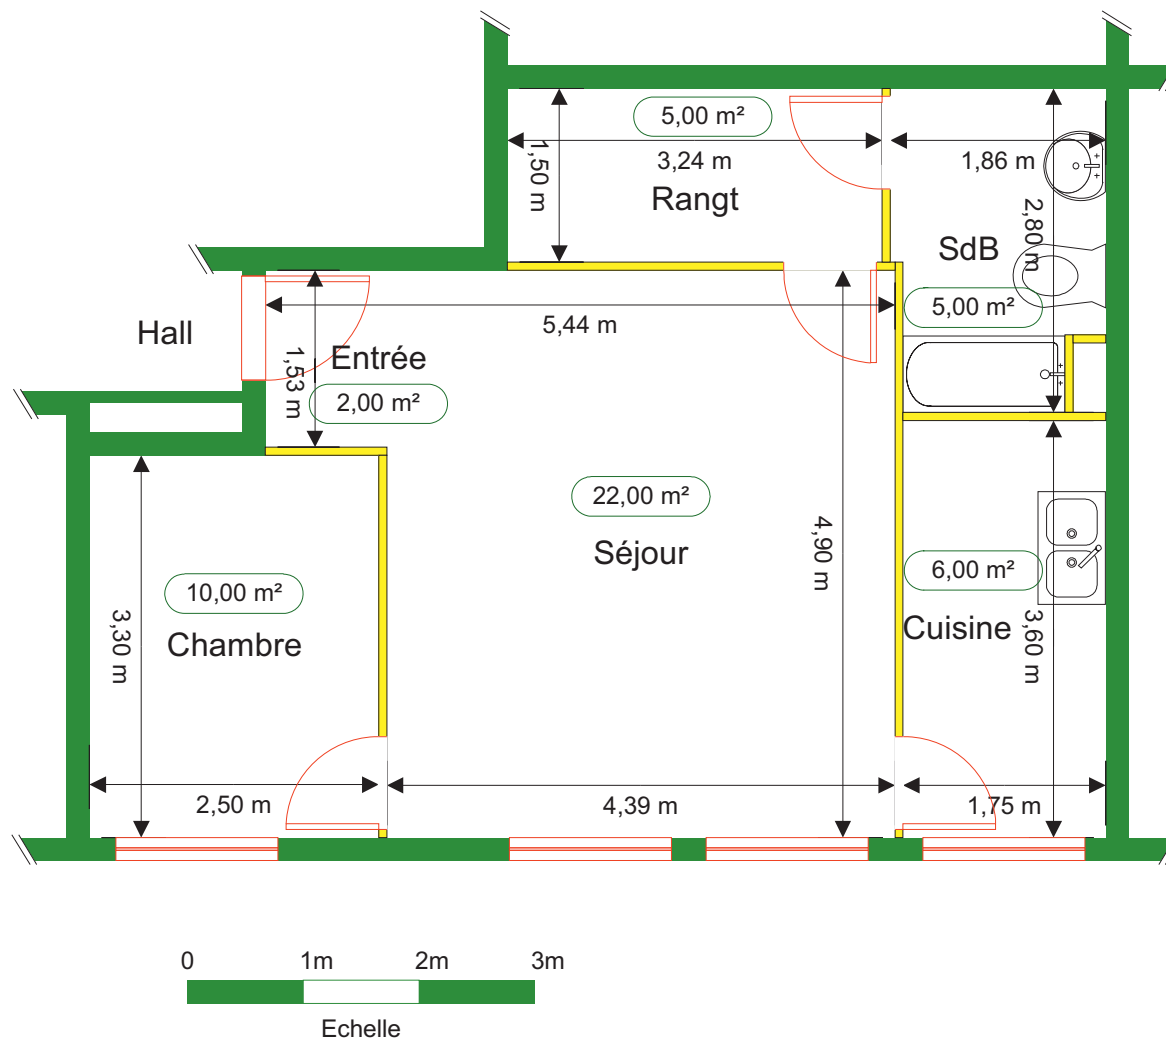 5,00 m²
3,24 m
1,50 m
Rangt
1,86 m
2,80 m
SdB
5,00 m²
Hall
5,44 m
Entrée
1,53 m
2,00 m²
22,00 m²
Séjour
4,90 m
10,00 m²
Chambre
3,30 m
6,00 m²
Cuisine
3,60 m
2,50 m
4,39 m
1,75 m
0 1m 2m 3m
Echelle